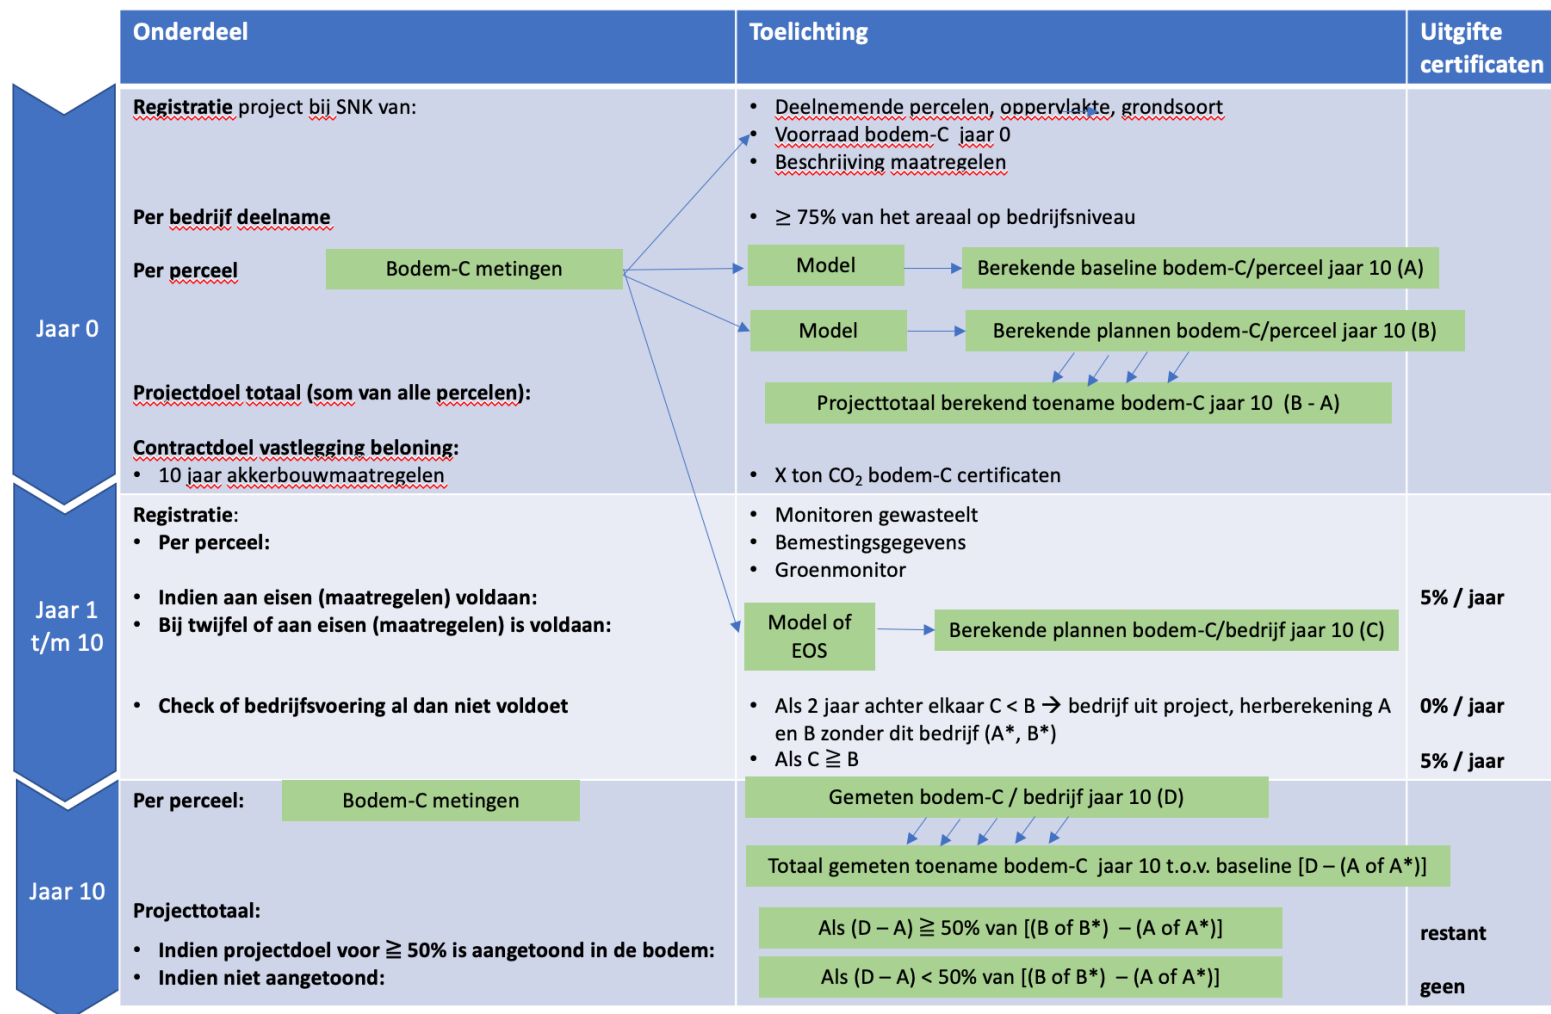 Onderdeel
Toelichting
Uitgifte
certificaten
Jaar 0
Registratie project bij SNK van:
• Deelnemende percelen, oppervlakte, grondsoort
• Voorraad bodem-C jaar 0
• Beschrijving maatregelen
Per bedrijf deelname
• ≥ 75% van het areaal op bedrijfsniveau
Per perceel
Bodem-C metingen
Model
Berekende baseline bodem-C/perceel jaar 10 (A)
Model
Berekende plannen bodem-C/perceel jaar 10 (B)
Projectdoel totaal (som van alle percelen):
Projecttotaal berekend toename bodem-C jaar 10 (B - A)
Contractdoel vastlegging beloning:
• 10 jaar akkerbouwmaatregelen
• X ton CO₂ bodem-C certificaten
Jaar 1
t/m 10
Registratie:
• Per perceel:
• Monitoren gewasteelt
• Bemestingsgegevens
• Groenmonitor
• Indien aan eisen (maatregelen) voldaan:
5% / jaar
• Bij twijfel of aan eisen (maatregelen) is voldaan:
Model of
EOS
Berekende plannen bodem-C/bedrijf jaar 10 (C)
• Check of bedrijfsvoering al dan niet voldoet
• Als 2 jaar achter elkaar C < B → bedrijf uit project, herberekening A
en B zonder dit bedrijf (A*, B*)
0% / jaar
• Als C ≧ B
5% / jaar
Jaar 10
Per perceel:
Bodem-C metingen
Gemeten bodem-C / bedrijf jaar 10 (D)
Totaal gemeten toename bodem-C jaar 10 t.o.v. baseline [D – (A of A*)]
Projecttotaal:
• Indien projectdoel voor ≧ 50% is aangetoond in de bodem:
Als (D – A) ≧ 50% van [(B of B*) – (A of A*)]
restant
• Indien niet aangetoond:
Als (D – A) < 50% van [(B of B*) – (A of A*)]
geen